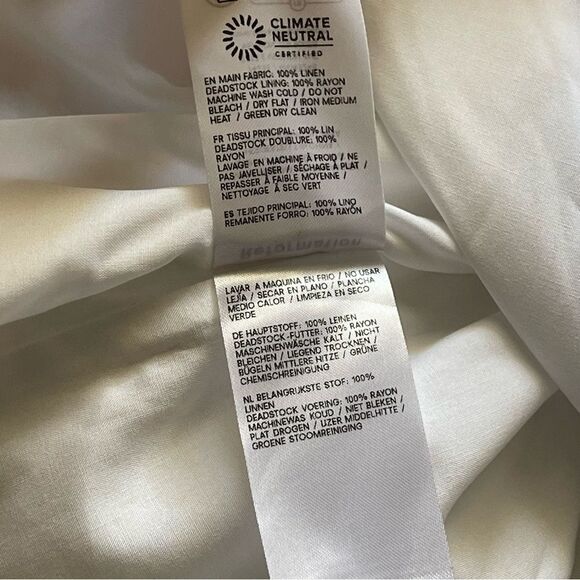 CLIMATE
NEUTRAL
CERTIFIED
EN MAIN FABRIC: 100% LINEN
DEADSTOCK LINING: 100% RAYON
MACHINE WASH COLD / DO NOT
BLEACH / DRY FLAT / IRON MEDIUM
HEAT / GREEN DRY CLEAN
FR TISSU PRINCIPAL: 100% LIN
DEADSTOCK DOUBLURE: 100%
RAYON
LAVAGE EN MACHINE À FROID / NE
PAS JAVELLISER / SÉCHAGE À PLAT /
REPASSER À FAIBLE MOYENNE /
NETTOYAGE À SEC VERT
ES TEJIDO PRINCIPAL: 100% LINO
REMANENTE FORRO: 100% RAYÓN
Reformation
LAVAR A MAQUINA EN FRIO / NO USAR
LEJÍA / SECAR EN PLANO / PLANCHA
MEDIO CALOR / LIMPIEZA EN SECO
VERDE
DE HAUPTSTOFF: 100% LEINEN
DEADSTOCK-FUTTER: 100% RAYON
MASCHINENWÄSCHE KALT / NICHT
BLEICHEN / LIEGEND TROCKNEN /
BÜGELN MITTLERE HITZE / GRÜNE
CHEMISCHREINIGUNG
NL BELANGRIJKSTE STOF: 100%
LINNEN
DEADSTOCK VOERING: 100% RAYON
MACHINEWAS KOUD / NIET BLEKEN /
PLAT DROGEN / IJZER MIDDELHITTE /
GROENE STOOMREINIGING